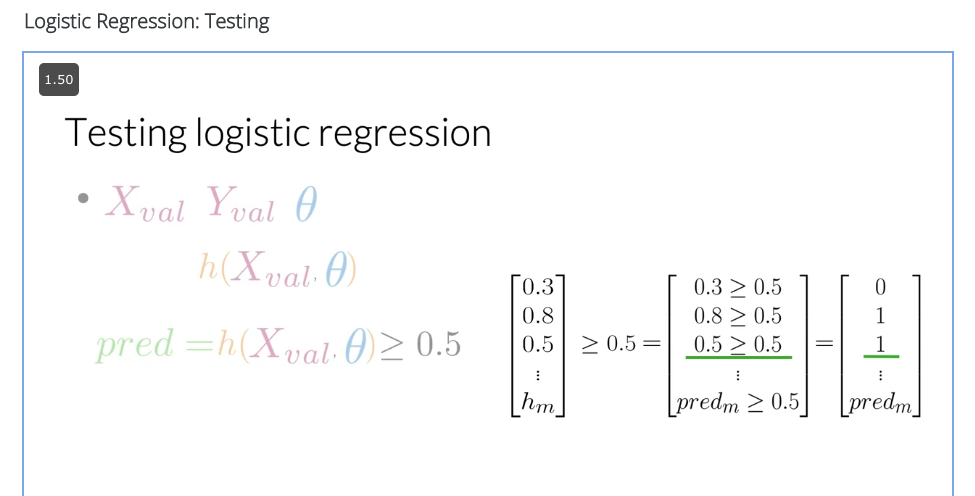 Logistic Regression: Testing
1.50
Testing logistic regression
• X_val Y_val θ
h(X_val, θ)
pred = h(X_val, θ) ≥ 0.5
[0.3 0.8 0.5 ⋮ h_m] ≥ 0.5 = [0.3 ≥ 0.5 0.8 ≥ 0.5 0.5 ≥ 0.5 ⋮ pred_m ≥ 0.5] = [0 1 1 ⋮ pred_m]